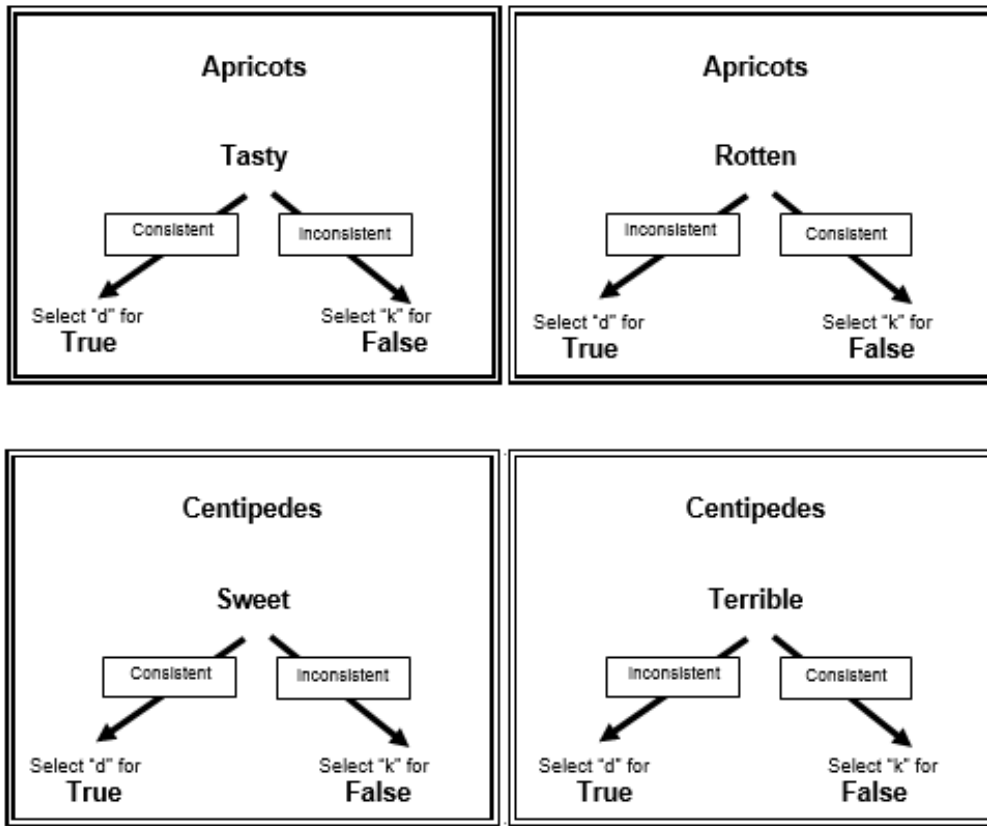 Apricots
Tasty
Consistent
Inconsistent
Select “d” for
True
Select “k” for
False
Apricots
Rotten
Inconsistent
Consistent
Select “d” for
True
Select “k” for
False
Centipedes
Sweet
Consistent
Inconsistent
Select “d” for
True
Select “k” for
False
Centipedes
Terrible
Inconsistent
Consistent
Select “d” for
True
Select “k” for
False